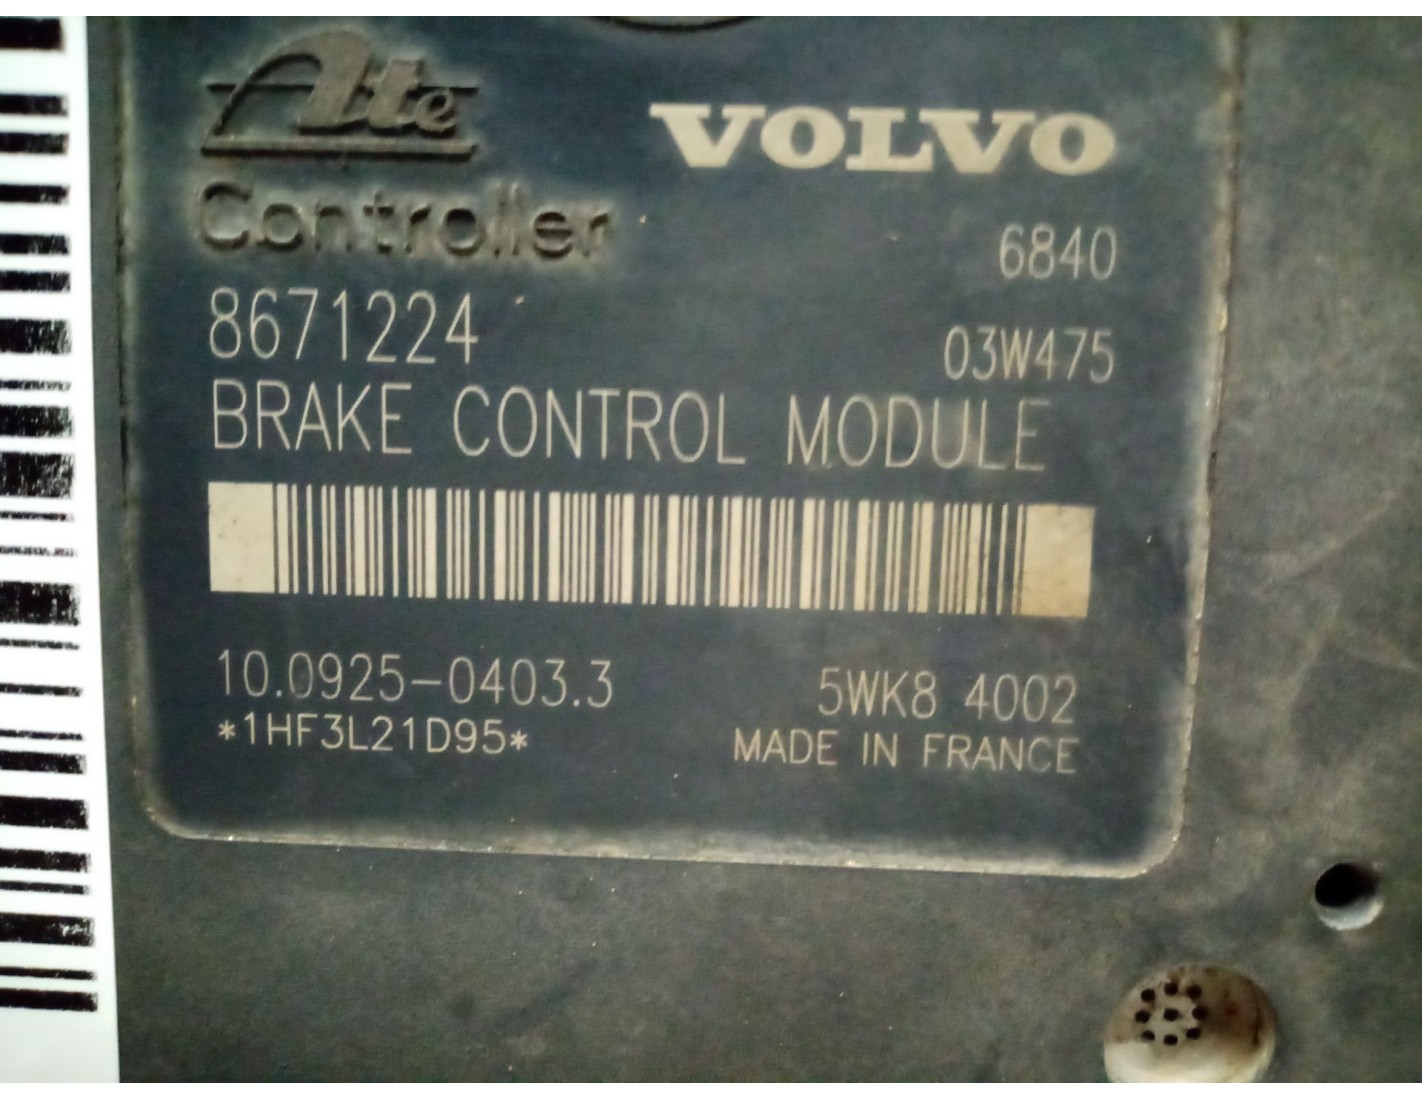 Ate
VOLVO
Controller
6840
8671224
03W475
BRAKE CONTROL MODULE
10.0925-0403.3
5WK8 4002
*1HF3L21D95*
MADE IN FRANCE